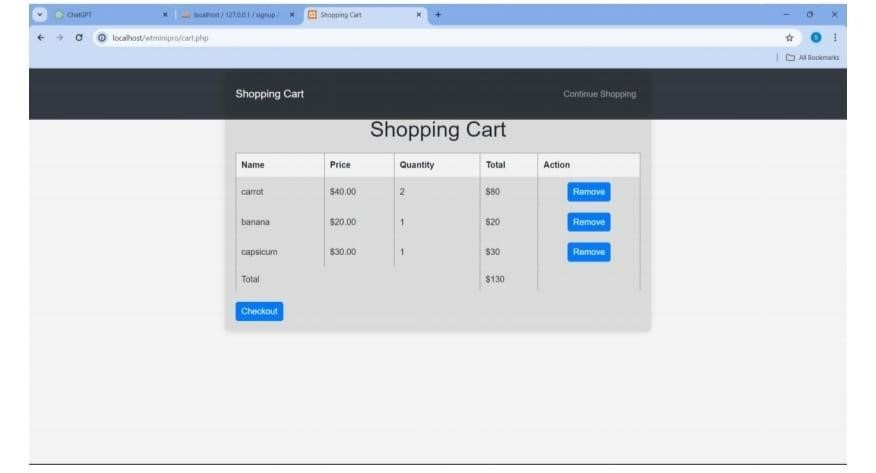 ChatGPT
localhost / 127.0.0.1 / signup /
Shopping Cart
localhost/wtminipro/cart.php
All Bookmarks
Shopping Cart
Continue Shopping
Shopping Cart
Name Price Quantity Total Action
carrot $40.00 2 $80 Remove
banana $20.00 1 $20 Remove
capsicum $30.00 1 $30 Remove
Total $130
Checkout